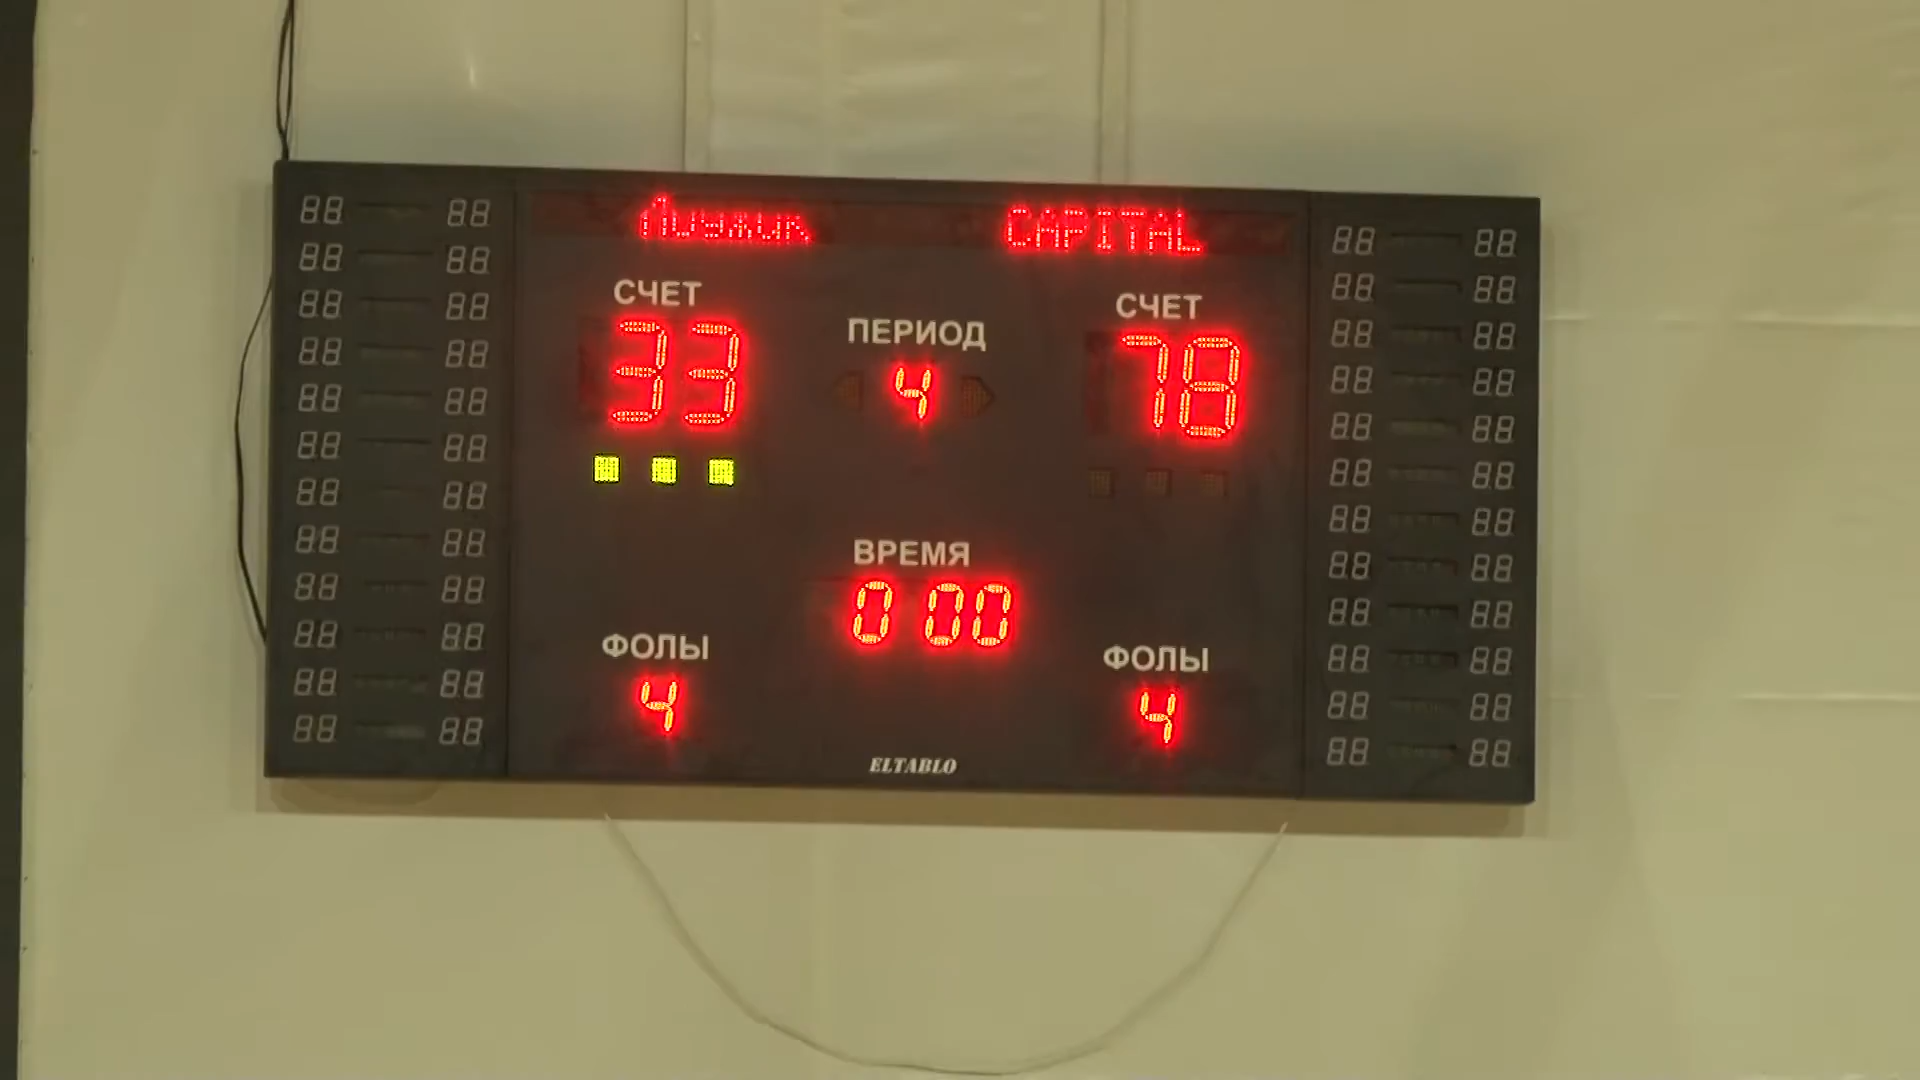 CAPITAL
СЧЕТ
СЧЕТ
33
ПЕРИОД
4
78
ВРЕМЯ
0 00
ФОЛЫ
ФОЛЫ
4
4
ELTABLO